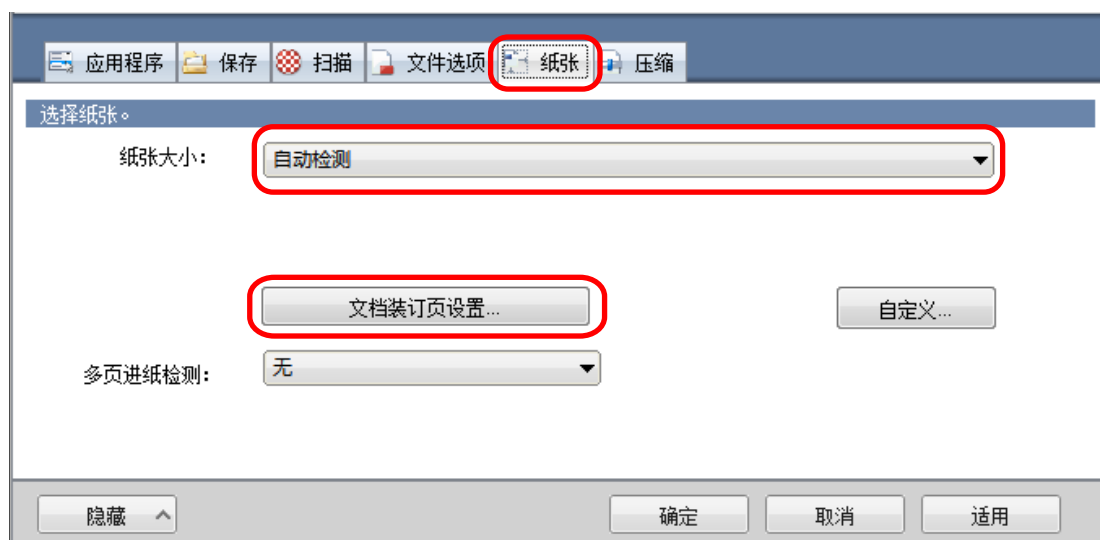 应用程序 保存 扫描 文件选项 纸张 压缩
选择纸张。
纸张大小： 自动检测
文档装订页设置... 自定义...
多页进纸检测： 无
隐藏 确定 取消 适用